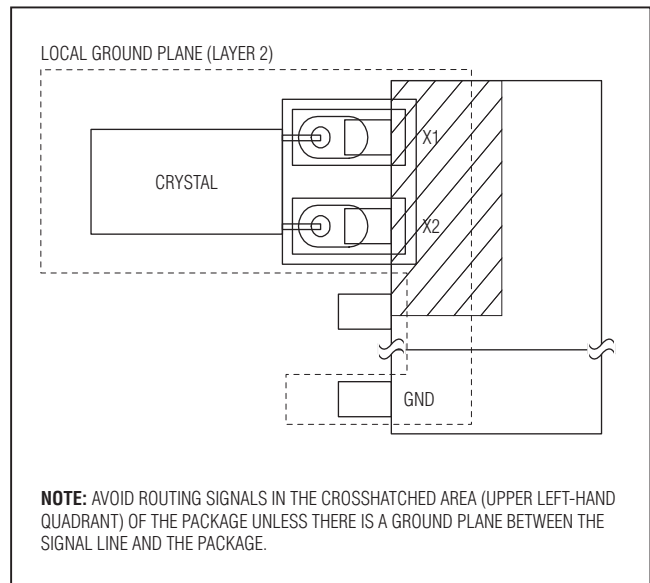 LOCAL GROUND PLANE (LAYER 2)
X1
CRYSTAL
X2
GND
NOTE: AVOID ROUTING SIGNALS IN THE CROSSHATCHED AREA (UPPER LEFT-HAND
QUADRANT) OF THE PACKAGE UNLESS THERE IS A GROUND PLANE BETWEEN THE
SIGNAL LINE AND THE PACKAGE.